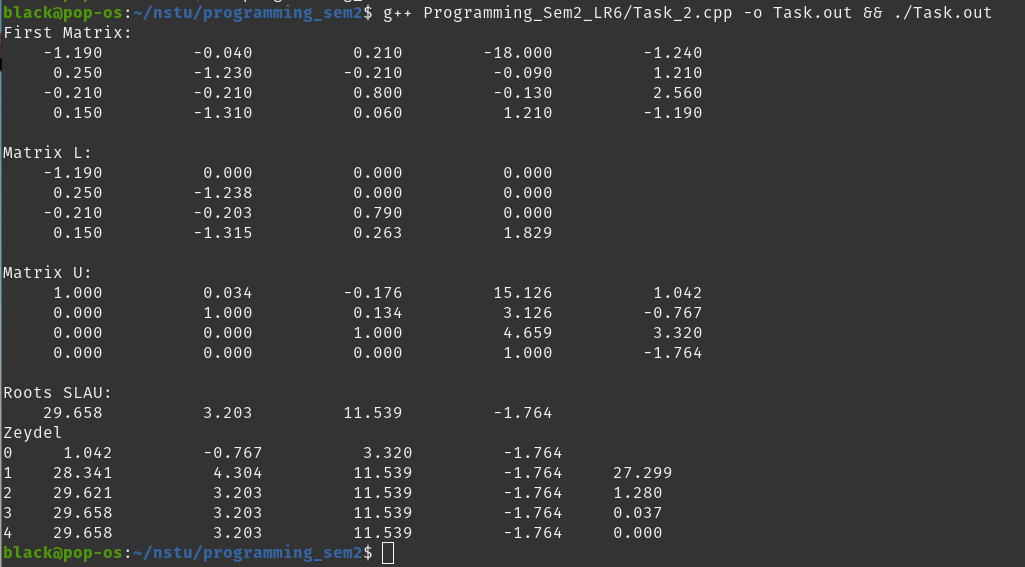 black@pop-os:~/nstu/programming_sem2$ g++ Programming_Sem2_LR6/Task_2.cpp -o Task.out && ./Task.out
First Matrix:
-1.190 -0.040 0.210 -18.000 -1.240
0.250 -1.230 -0.210 -0.090 1.210
-0.210 -0.210 0.800 -0.130 2.560
0.150 -1.310 0.060 1.210 -1.190
Matrix L:
-1.190 0.000 0.000 0.000
0.250 -1.238 0.000 0.000
-0.210 -0.203 0.790 0.000
0.150 -1.315 0.263 1.829
Matrix U:
1.000 0.034 -0.176 15.126 1.042
0.000 1.000 0.134 3.126 -0.767
0.000 0.000 1.000 4.659 3.320
0.000 0.000 0.000 1.000 -1.764
Roots SLAU:
29.658 3.203 11.539 -1.764
Zeydel
0 1.042 -0.767 3.320 -1.764
1 28.341 4.304 11.539 -1.764 27.299
2 29.621 3.203 11.539 -1.764 1.280
3 29.658 3.203 11.539 -1.764 0.037
4 29.658 3.203 11.539 -1.764 0.000
black@pop-os:~/nstu/programming_sem2$